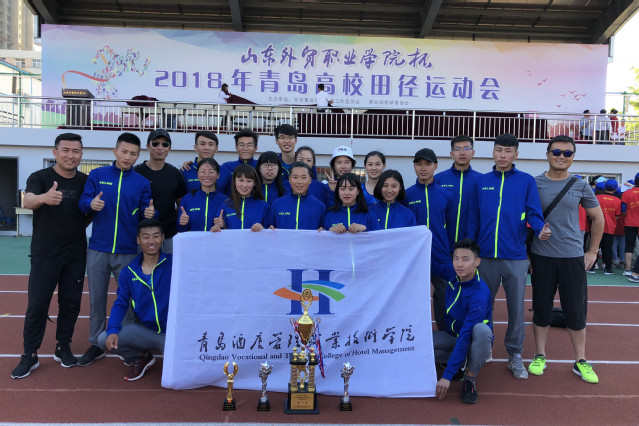 山东外贸职业学院杯
2018年青岛高校田径运动会
青岛酒店管理职业技術学院
Qingdao Vocational and Th College of Hotel Management